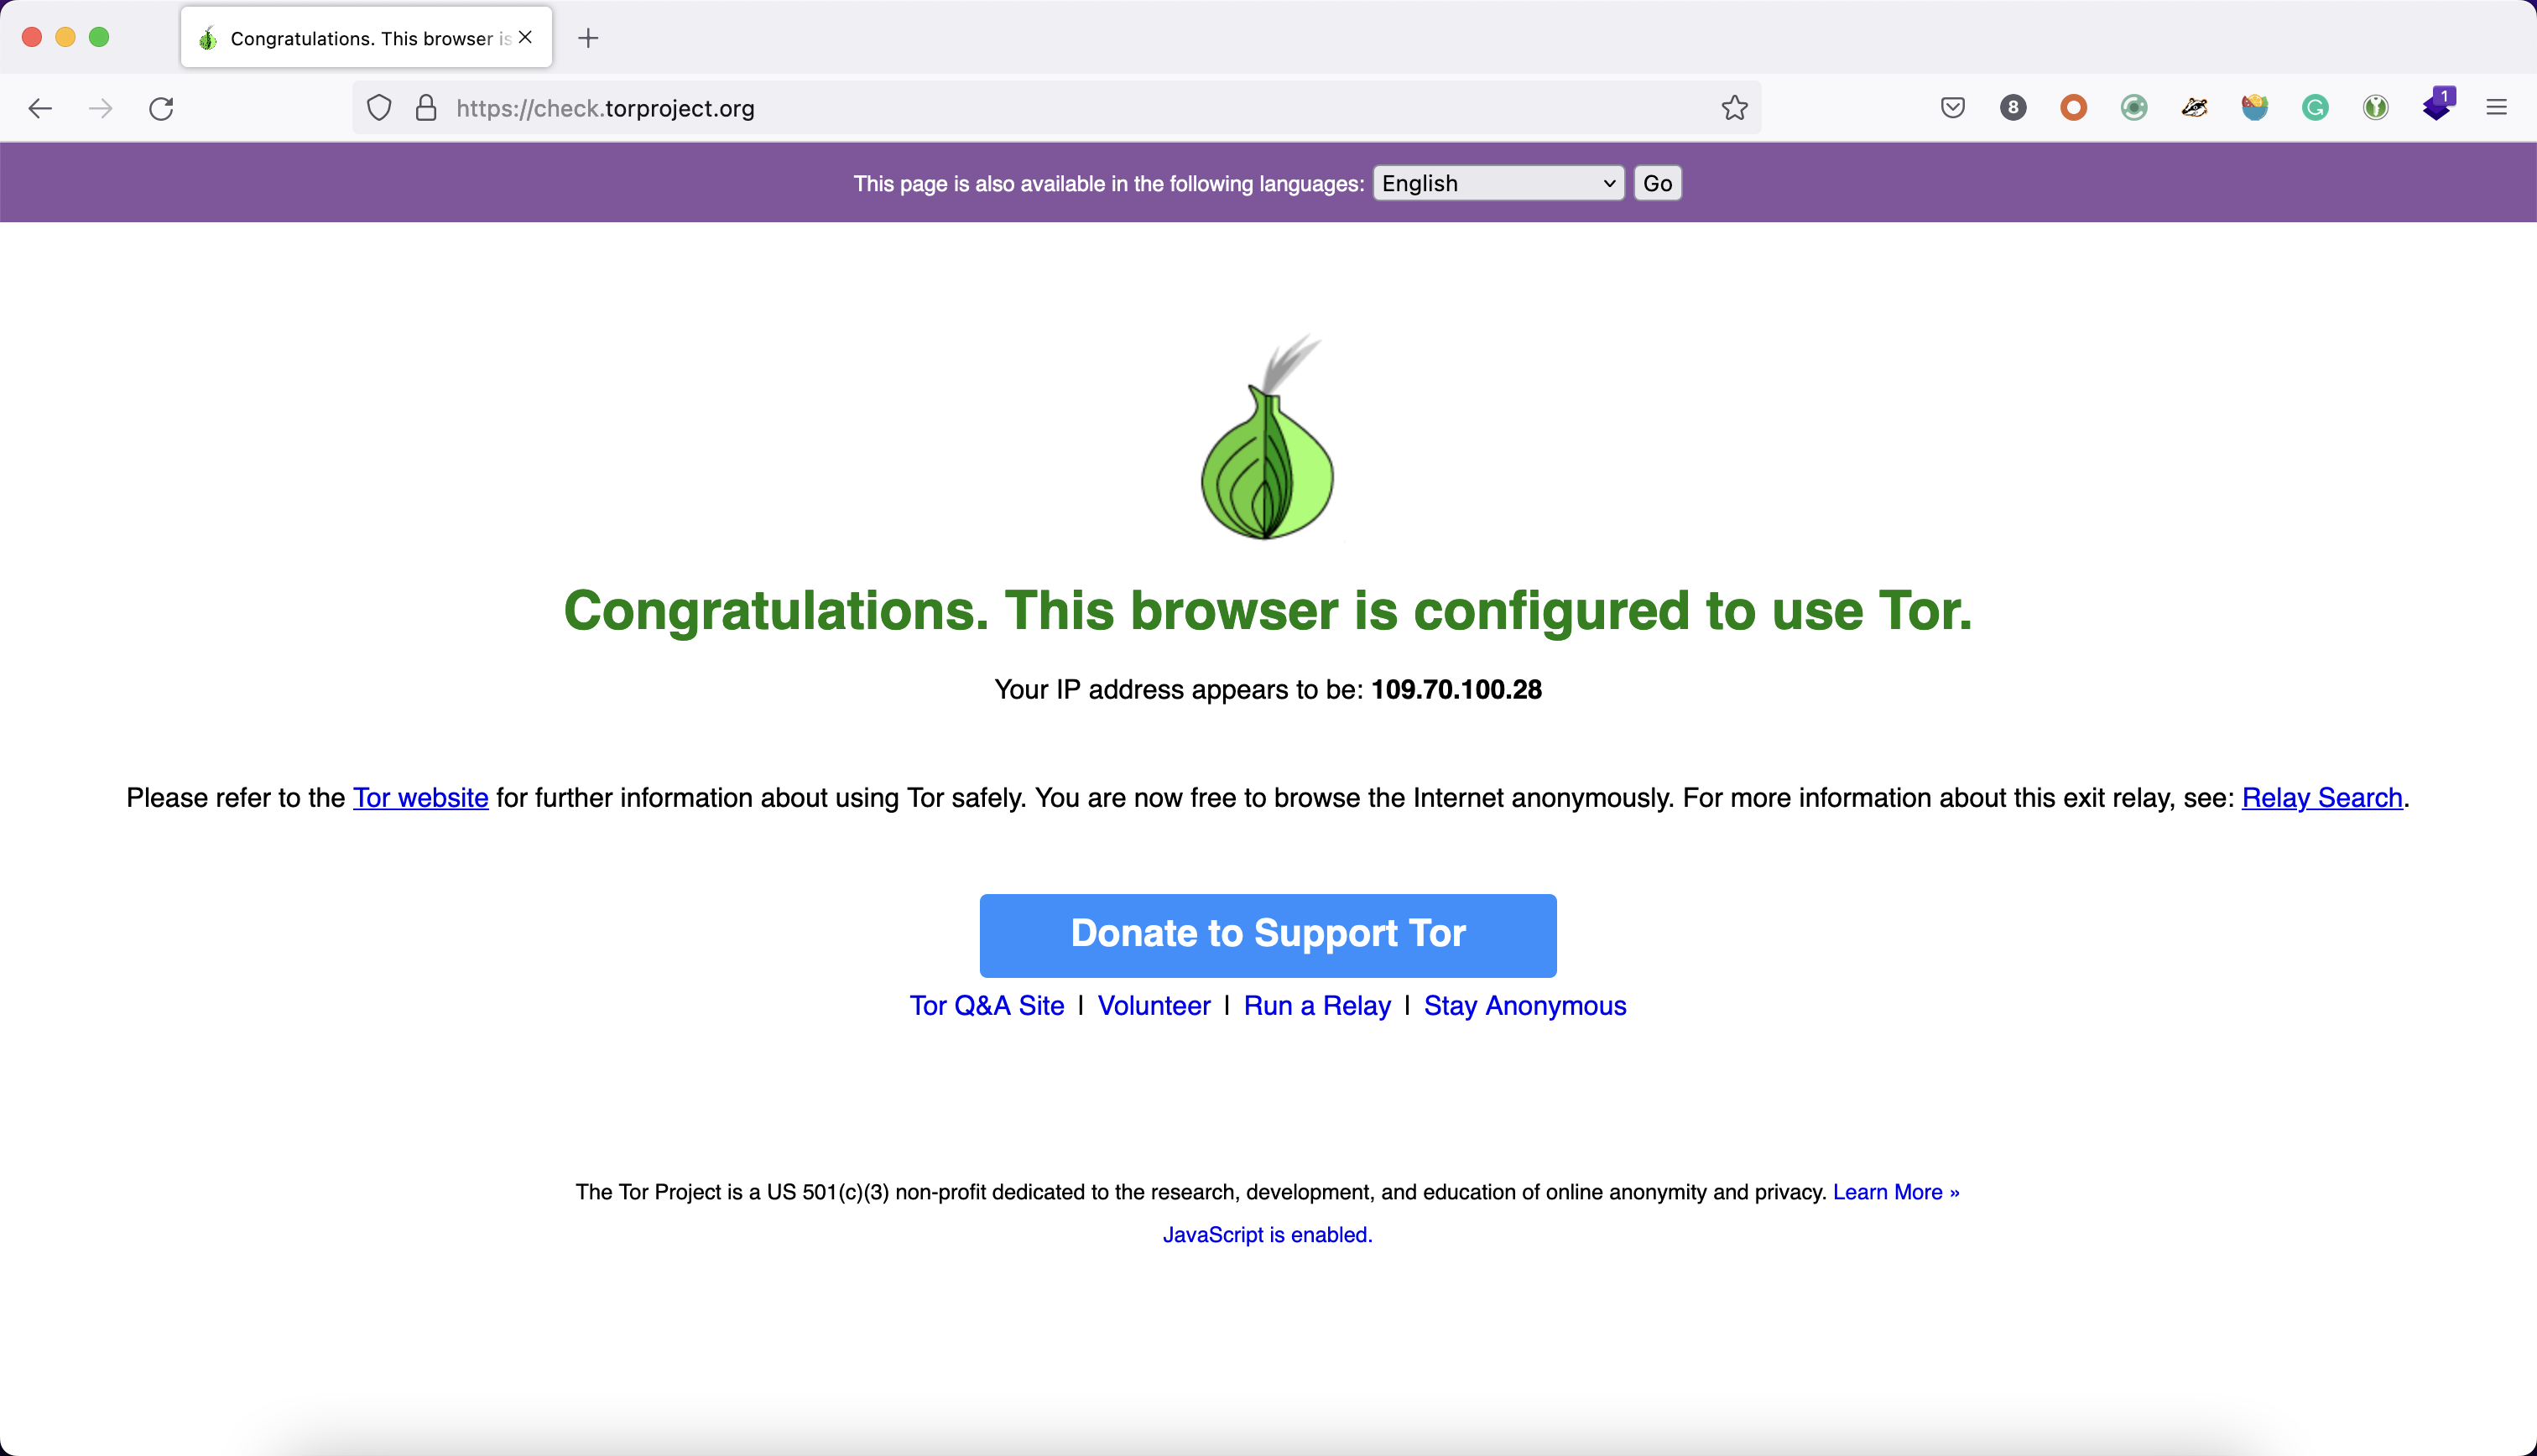 Congratulations. This browser is
https://check.torproject.org
8
1
This page is also available in the following languages: English Go
Congratulations. This browser is configured to use Tor.
Your IP address appears to be: 109.70.100.28
Please refer to the Tor website for further information about using Tor safely. You are now free to browse the Internet anonymously. For more information about this exit relay, see: Relay Search.
Donate to Support Tor
Tor Q&A Site | Volunteer | Run a Relay | Stay Anonymous
The Tor Project is a US 501(c)(3) non-profit dedicated to the research, development, and education of online anonymity and privacy. Learn More »
JavaScript is enabled.